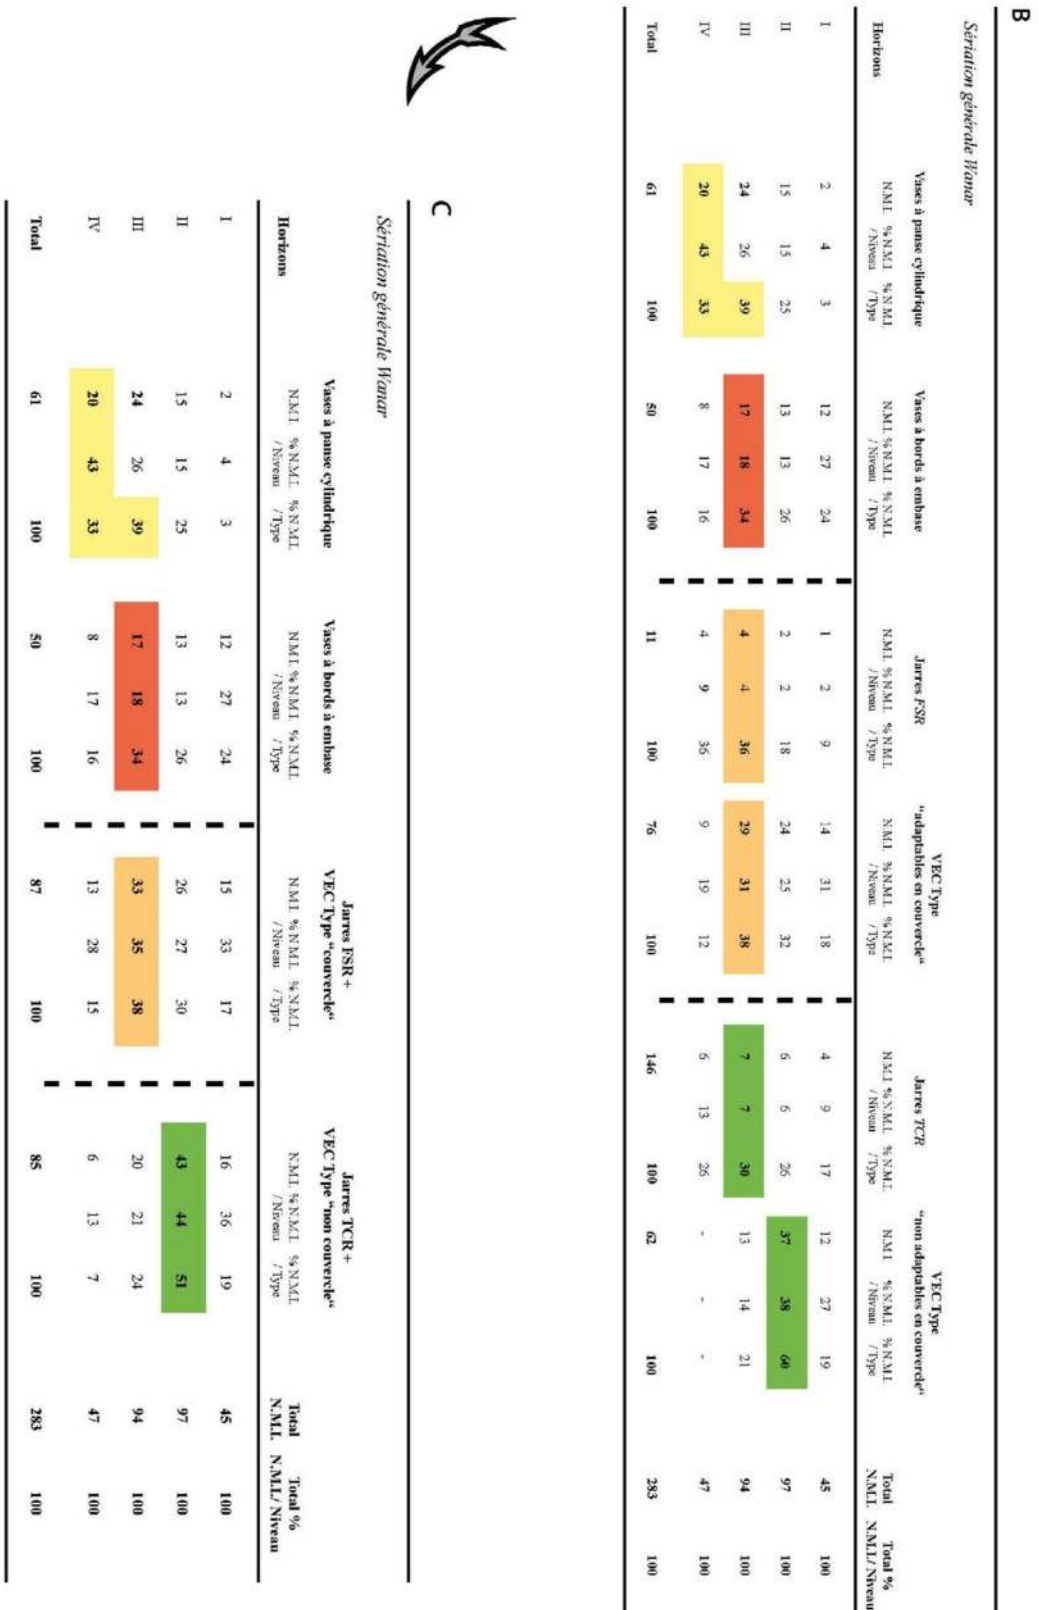 B
Sériation générale Wanar
VEC Type VEC Type
Vases à panse cylindrique Vases à bords à embase Jarres FSR "adaptables en couvercle" Jarres TCR "non adaptables en couvercle"
Horizons N.M.I. % N.M.I % N.M.I. N.M.I. % N.M.I. % N.M.I. N.M.I. % N.M.I. % N.M.I. N.M.I. % N.M.I. % N.M.I. N.M.I % N.M.I. % N.M.I. N.M.I % N.M.I. % N.M.I. Total N.M.I. Total % N.M.I./ Niveau
/ Niveau / Type / Niveau / Type / Niveau / Type / Niveau / Type / Niveau / Type / Niveau / Type
I 2 4 3 12 27 24 1 2 9 14 31 18 4 9 17 12 27 19 45 100
II 15 15 25 13 13 26 2 2 18 24 25 32 6 6 26 37 38 60 97 100
III 24 26 39 17 18 34 4 4 36 29 31 38 7 7 30 13 14 21 94 100
IV 20 43 33 8 17 16 4 9 36 9 19 12 6 13 26 - - - 47 100
Total 61 100 50 100 11 100 76 100 146 100 62 100 283 100
C
Sériation générale Wanar
Jarres FSR + Jarres TCR +
Vases à panse cylindrique Vases à bords à embase VEC Type "couvercle" VEC Type "non couvercle"
Horizons N.M.I. % N.M.I. % N.M.I. N.M.I. % N.M.I. % N.M.I. N.M.I. % N.M.I. % N.M.I. N.M.I. % N.M.I. % N.M.I. Total N.M.I. Total % N.M.I./ Niveau
/ Niveau / Type / Niveau / Type / Niveau / Type / Niveau / Type
I 2 4 3 12 27 24 15 33 17 16 36 19 45 100
II 15 15 25 13 13 26 26 27 30 43 44 51 97 100
III 24 26 39 17 18 34 33 35 38 20 21 24 94 100
IV 20 43 33 8 17 16 13 28 15 6 13 7 47 100
Total 61 100 50 100 87 100 85 100 283 100